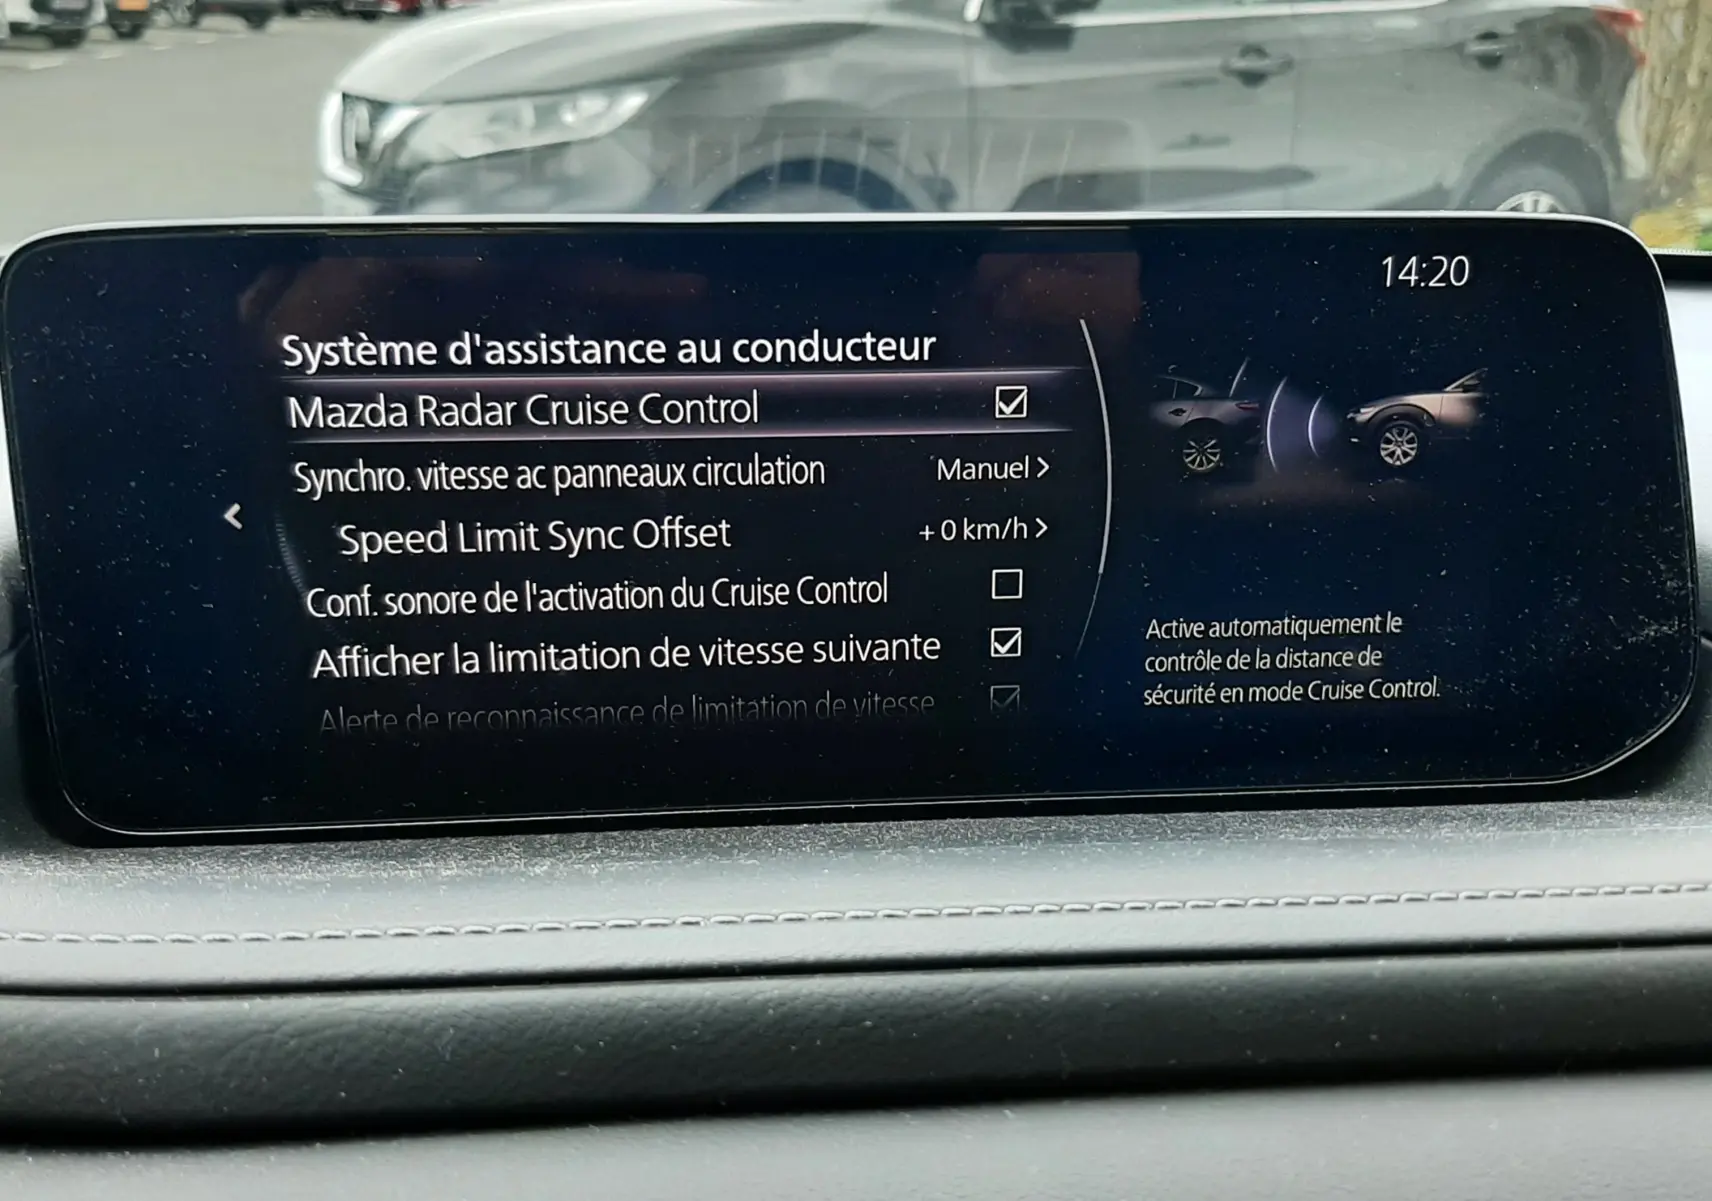 14:20
Système d'assistance au conducteur
Mazda Radar Cruise Control
Synchro. vitesse ac panneaux circulation Manuel >
Speed Limit Sync Offset +0 km/h >
Conf. sonore de l'activation du Cruise Control
Afficher la limitation de vitesse suivante
Alerte de reconnaissance de limitation de vitesse
Active automatiquement le
contrôle de la distance de
sécurité en mode Cruise Control.